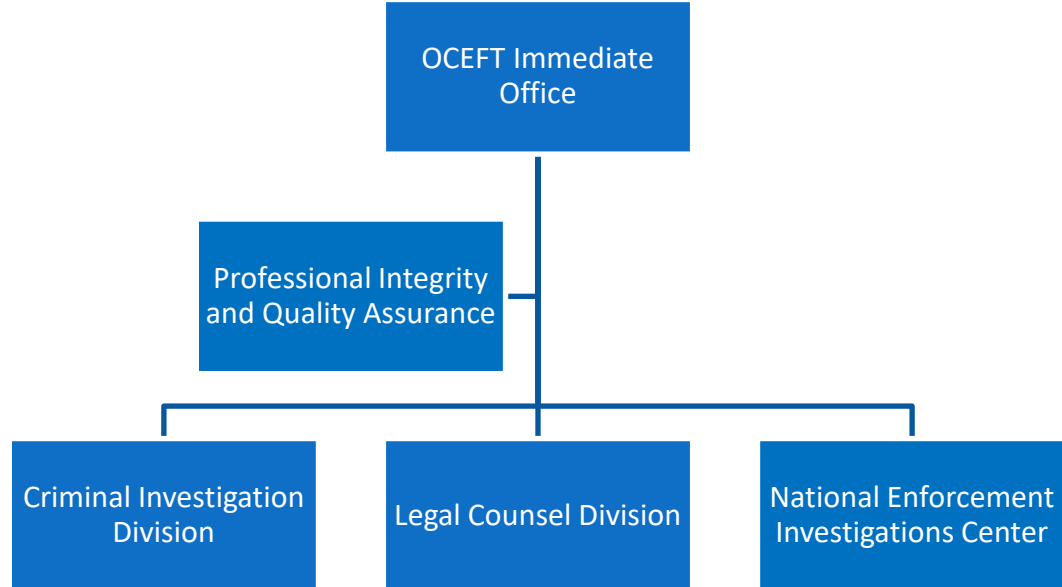 OCEFT Immediate
Office
Professional Integrity
and Quality Assurance
Criminal Investigation
Division
Legal Counsel Division
National Enforcement
Investigations Center